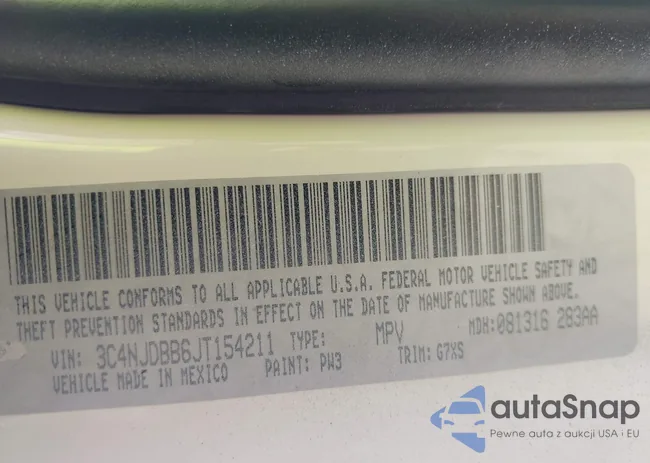 THIS VEHICLE CONFORMS TO ALL APPLICABLE U.S.A. FEDERAL MOTOR VEHICLE SAFETY AND
THEFT PREVENTION STANDARDS IN EFFECT ON THE DATE OF MANUFACTURE SHOWN ABOVE.
VIN: 3C4NJDBB6JT154211 TYPE: MPV MDH:081316 283AA
VEHICLE MADE IN MEXICO PAINT: PW3 TRIM: G7XS
autaSnap
Pewne auta z aukcji USA i EU